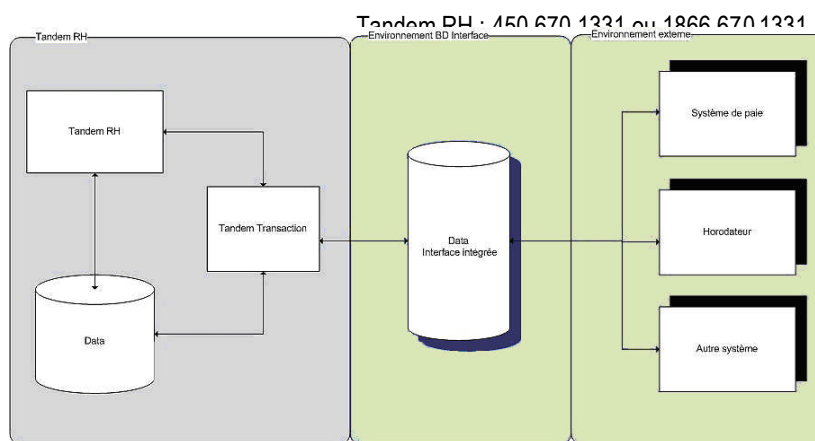 Tandem RH : 450.670.1331 ou 1866.670.1331
Tandem RH
Environnement BD Interface
Environnement externe
Tandem RH
Tandem Transaction
Data
Data
Interface intégrée
Système de paie
Horodateur
Autre système